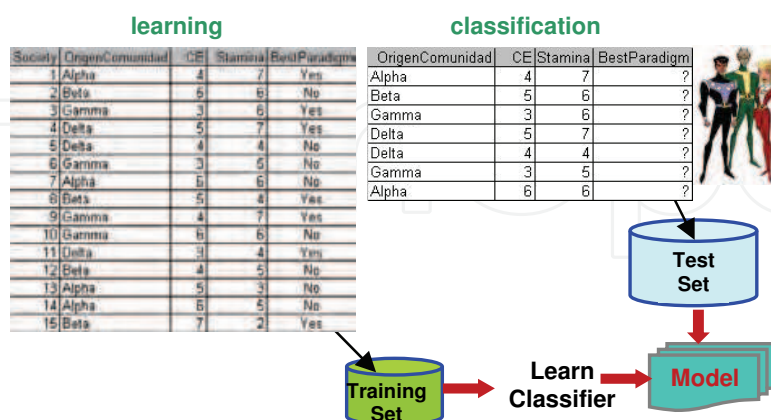 learning
classification
Society OrigenComunidad CE Stamina BestParadigm
1 Alpha 4 7 Yes
2 Beta 6 6 No
3 Gamma 3 6 Yes
4 Delta 5 7 Yes
5 Delta 4 4 No
6 Gamma 3 5 No
7 Alpha 6 6 No
8 Beta 5 4 Yes
9 Gamma 4 7 Yes
10 Gamma 6 6 No
11 Delta 3 4 Yes
12 Beta 4 5 No
13 Alpha 5 3 No
14 Alpha 6 5 No
15 Beta 7 2 Yes
OrigenComunidad CE Stamina BestParadigm
Alpha 4 7 ?
Beta 5 6 ?
Gamma 3 6 ?
Delta 5 7 ?
Delta 4 4 ?
Gamma 3 5 ?
Alpha 6 6 ?
Test
Set
Training
Set
Learn
Classifier
Model